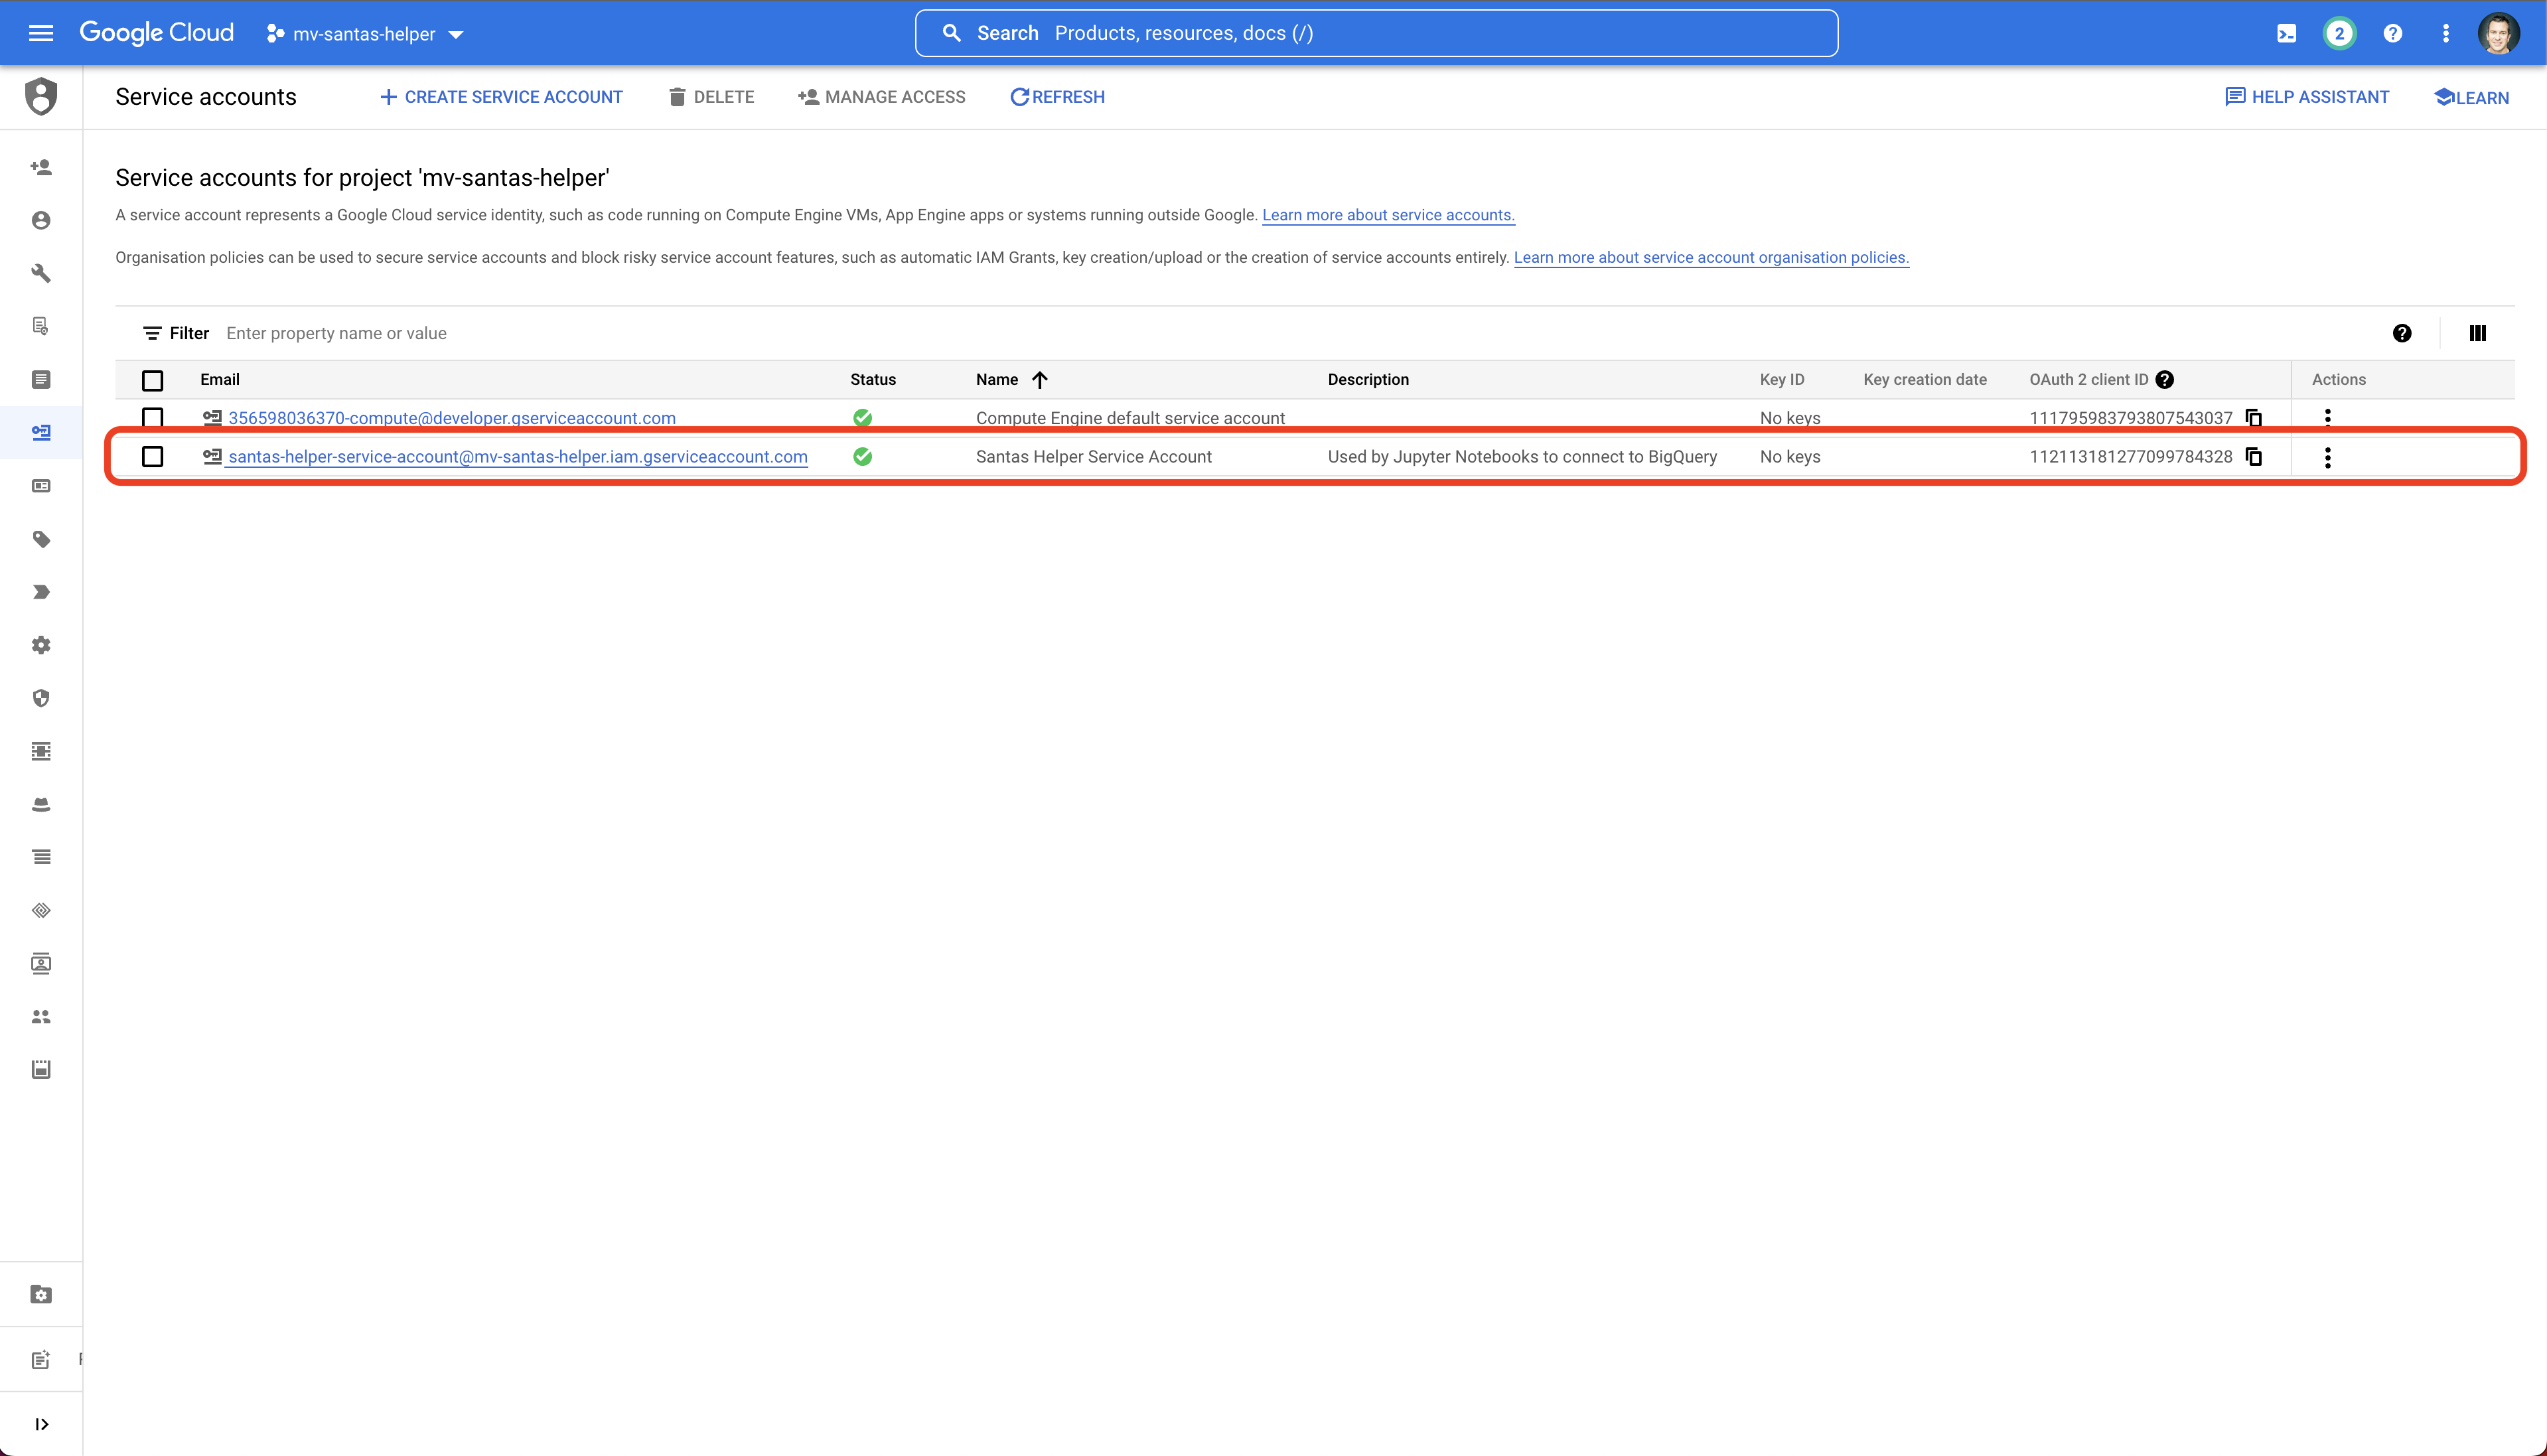 Google Cloud mv-santas-helper Search Products, resources, docs (/) 2
Service accounts CREATE SERVICE ACCOUNT DELETE MANAGE ACCESS REFRESH HELP ASSISTANT LEARN
Service accounts for project 'mv-santas-helper'
A service account represents a Google Cloud service identity, such as code running on Compute Engine VMs, App Engine apps or systems running outside Google. Learn more about service accounts.
Organisation policies can be used to secure service accounts and block risky service account features, such as automatic IAM Grants, key creation/upload or the creation of service accounts entirely. Learn more about service account organisation policies.
Filter Enter property name or value
Email Status Name Description Key ID Key creation date OAuth 2 client ID Actions
356598036370-compute@developer.gserviceaccount.com Compute Engine default service account No keys 111795983793807543037
santas-helper-service-account@mv-santas-helper.iam.gserviceaccount.com Santas Helper Service Account Used by Jupyter Notebooks to connect to BigQuery No keys 112113181277099784328